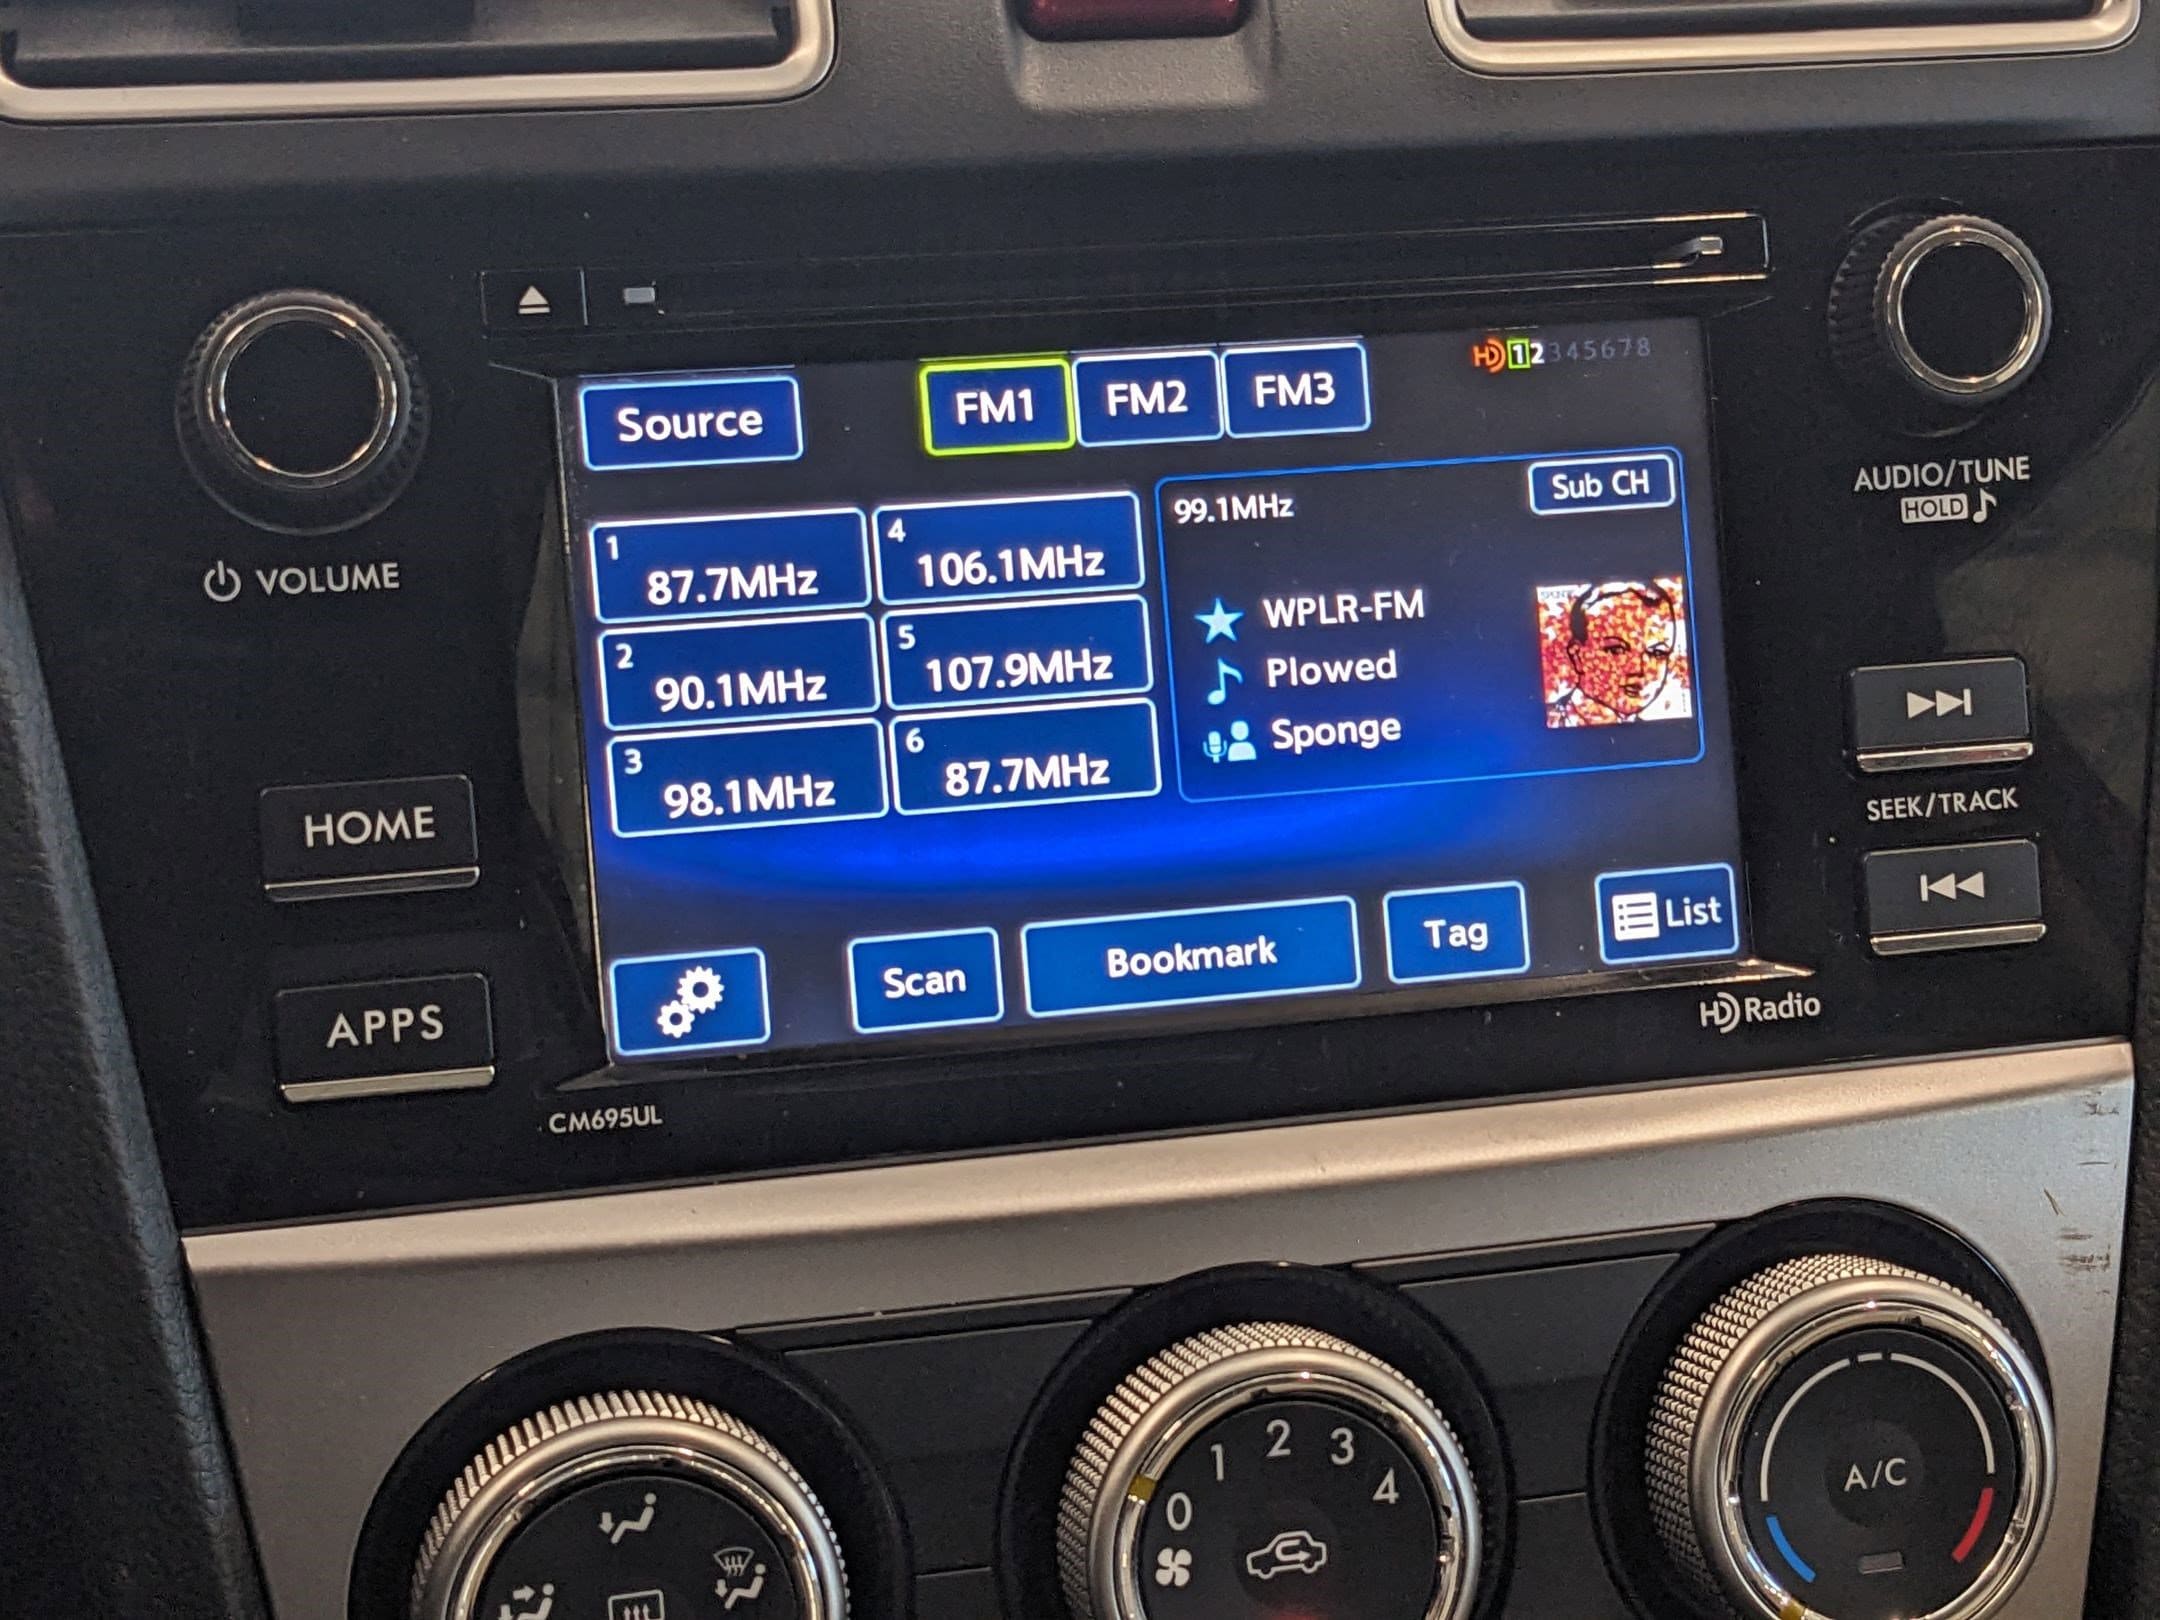 HD 12345678
Source
FM1
FM2
FM3
1
87.7MHz
4
106.1MHz
2
90.1MHz
5
107.9MHz
3
98.1MHz
6
87.7MHz
99.1MHz
Sub CH
WPLR-FM
Plowed
Sponge
Scan
Bookmark
Tag
List
VOLUME
HOME
APPS
CM695UL
AUDIO/TUNE
HOLD
SEEK/TRACK
HD Radio
0 1 2 3 4
A/C